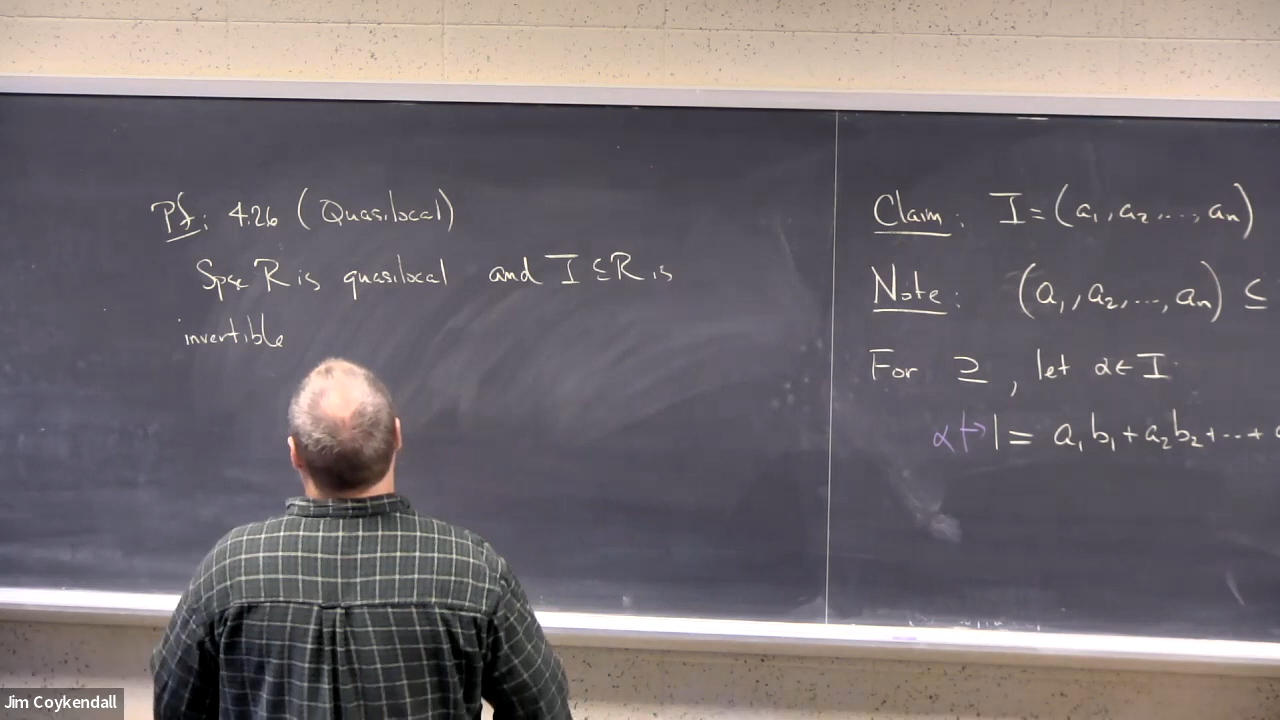 Pf: 4.26 (Quasilocal)
Spse R is quasilocal and I ⊆ R is
invertible
Claim: I = (a₁, a₂, ..., aₙ)
Note: (a₁, a₂, ..., aₙ) ⊆
For ⊇, let α ∈ I
α ↦ 1 = a₁b₁ + a₂b₂ + ... +
Jim Coykendall